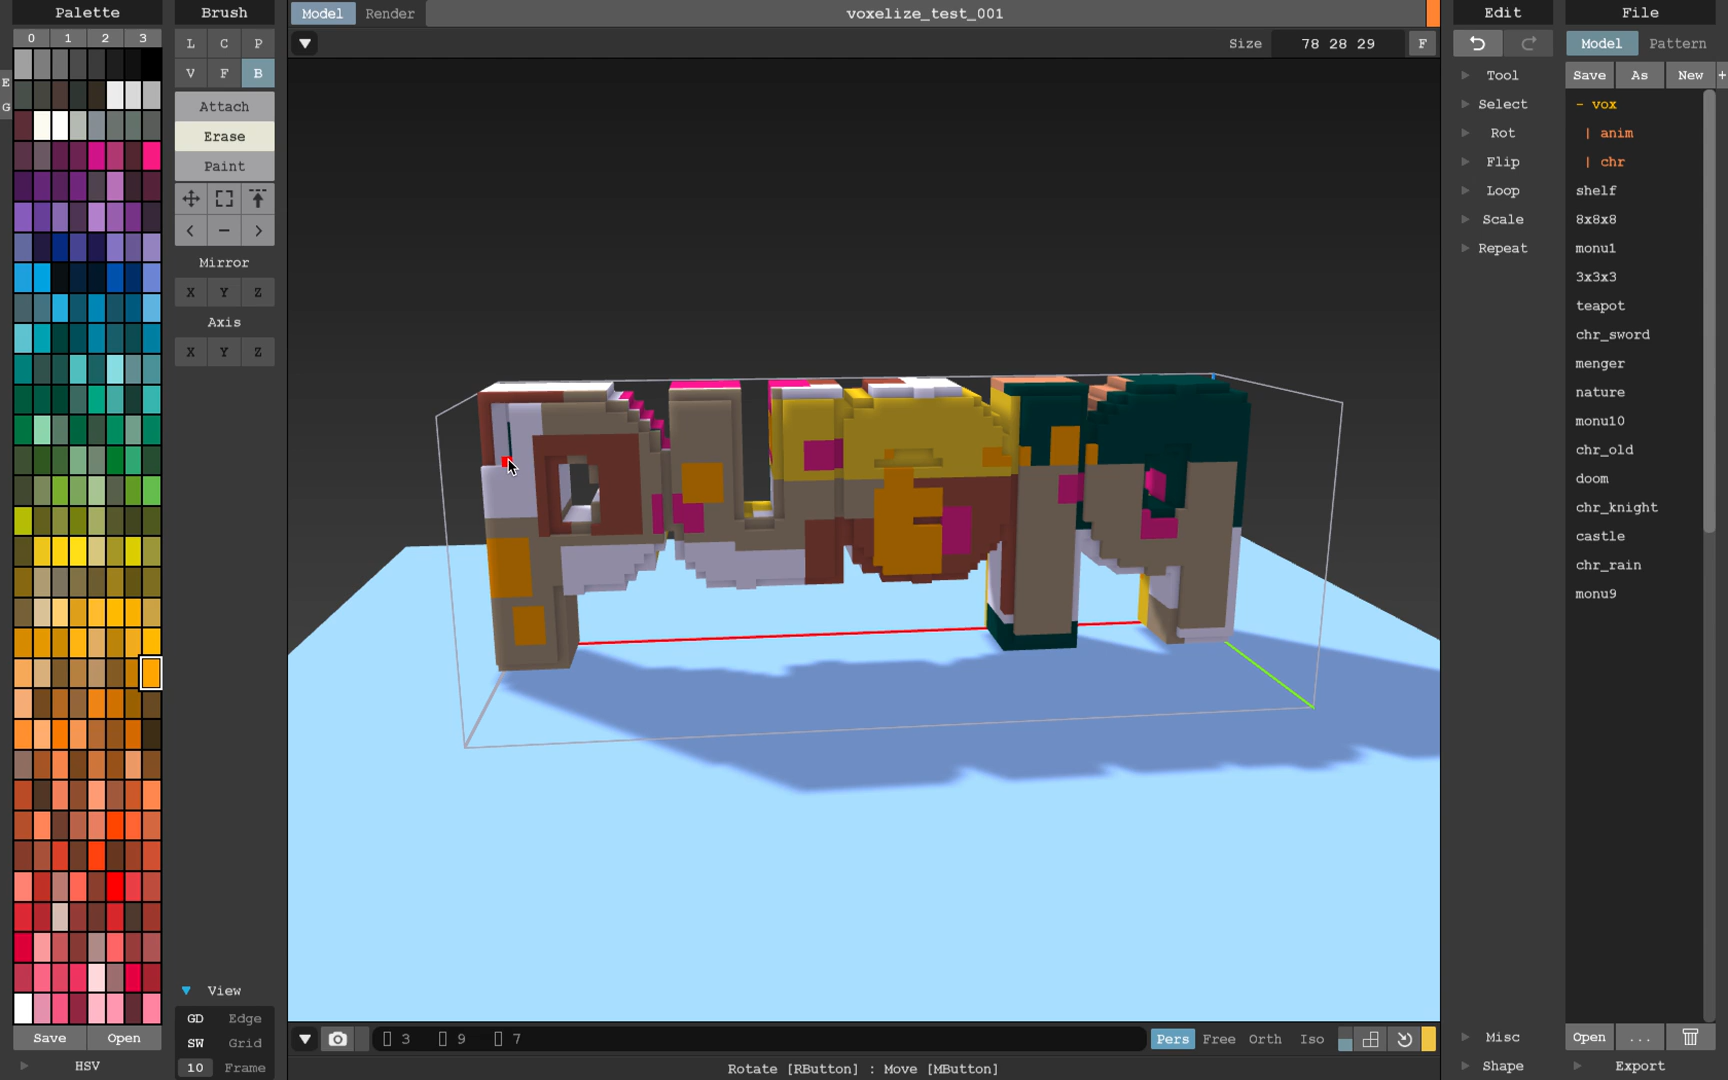 Palette
0 1 2 3
E
G
Save Open
HSV
Brush
L C P
V F B
Attach
Erase
Paint
< - >
Mirror
X Y Z
Axis
X Y Z
View
GD Edge
SW Grid
10 Frame
Model Render voxelize_test_001
Size 78 28 29 F
3 9 7
Pers Free Orth Iso
Rotate [RButton] : Move [MButton]
Edit
Tool
Select
Rot
Flip
Loop
Scale
Repeat
Misc
Shape
File
Model Pattern
Save As New +
- vox
| anim
| chr
shelf
8x8x8
monu1
3x3x3
teapot
chr_sword
menger
nature
monu10
chr_old
doom
chr_knight
castle
chr_rain
monu9
Open ...
Export